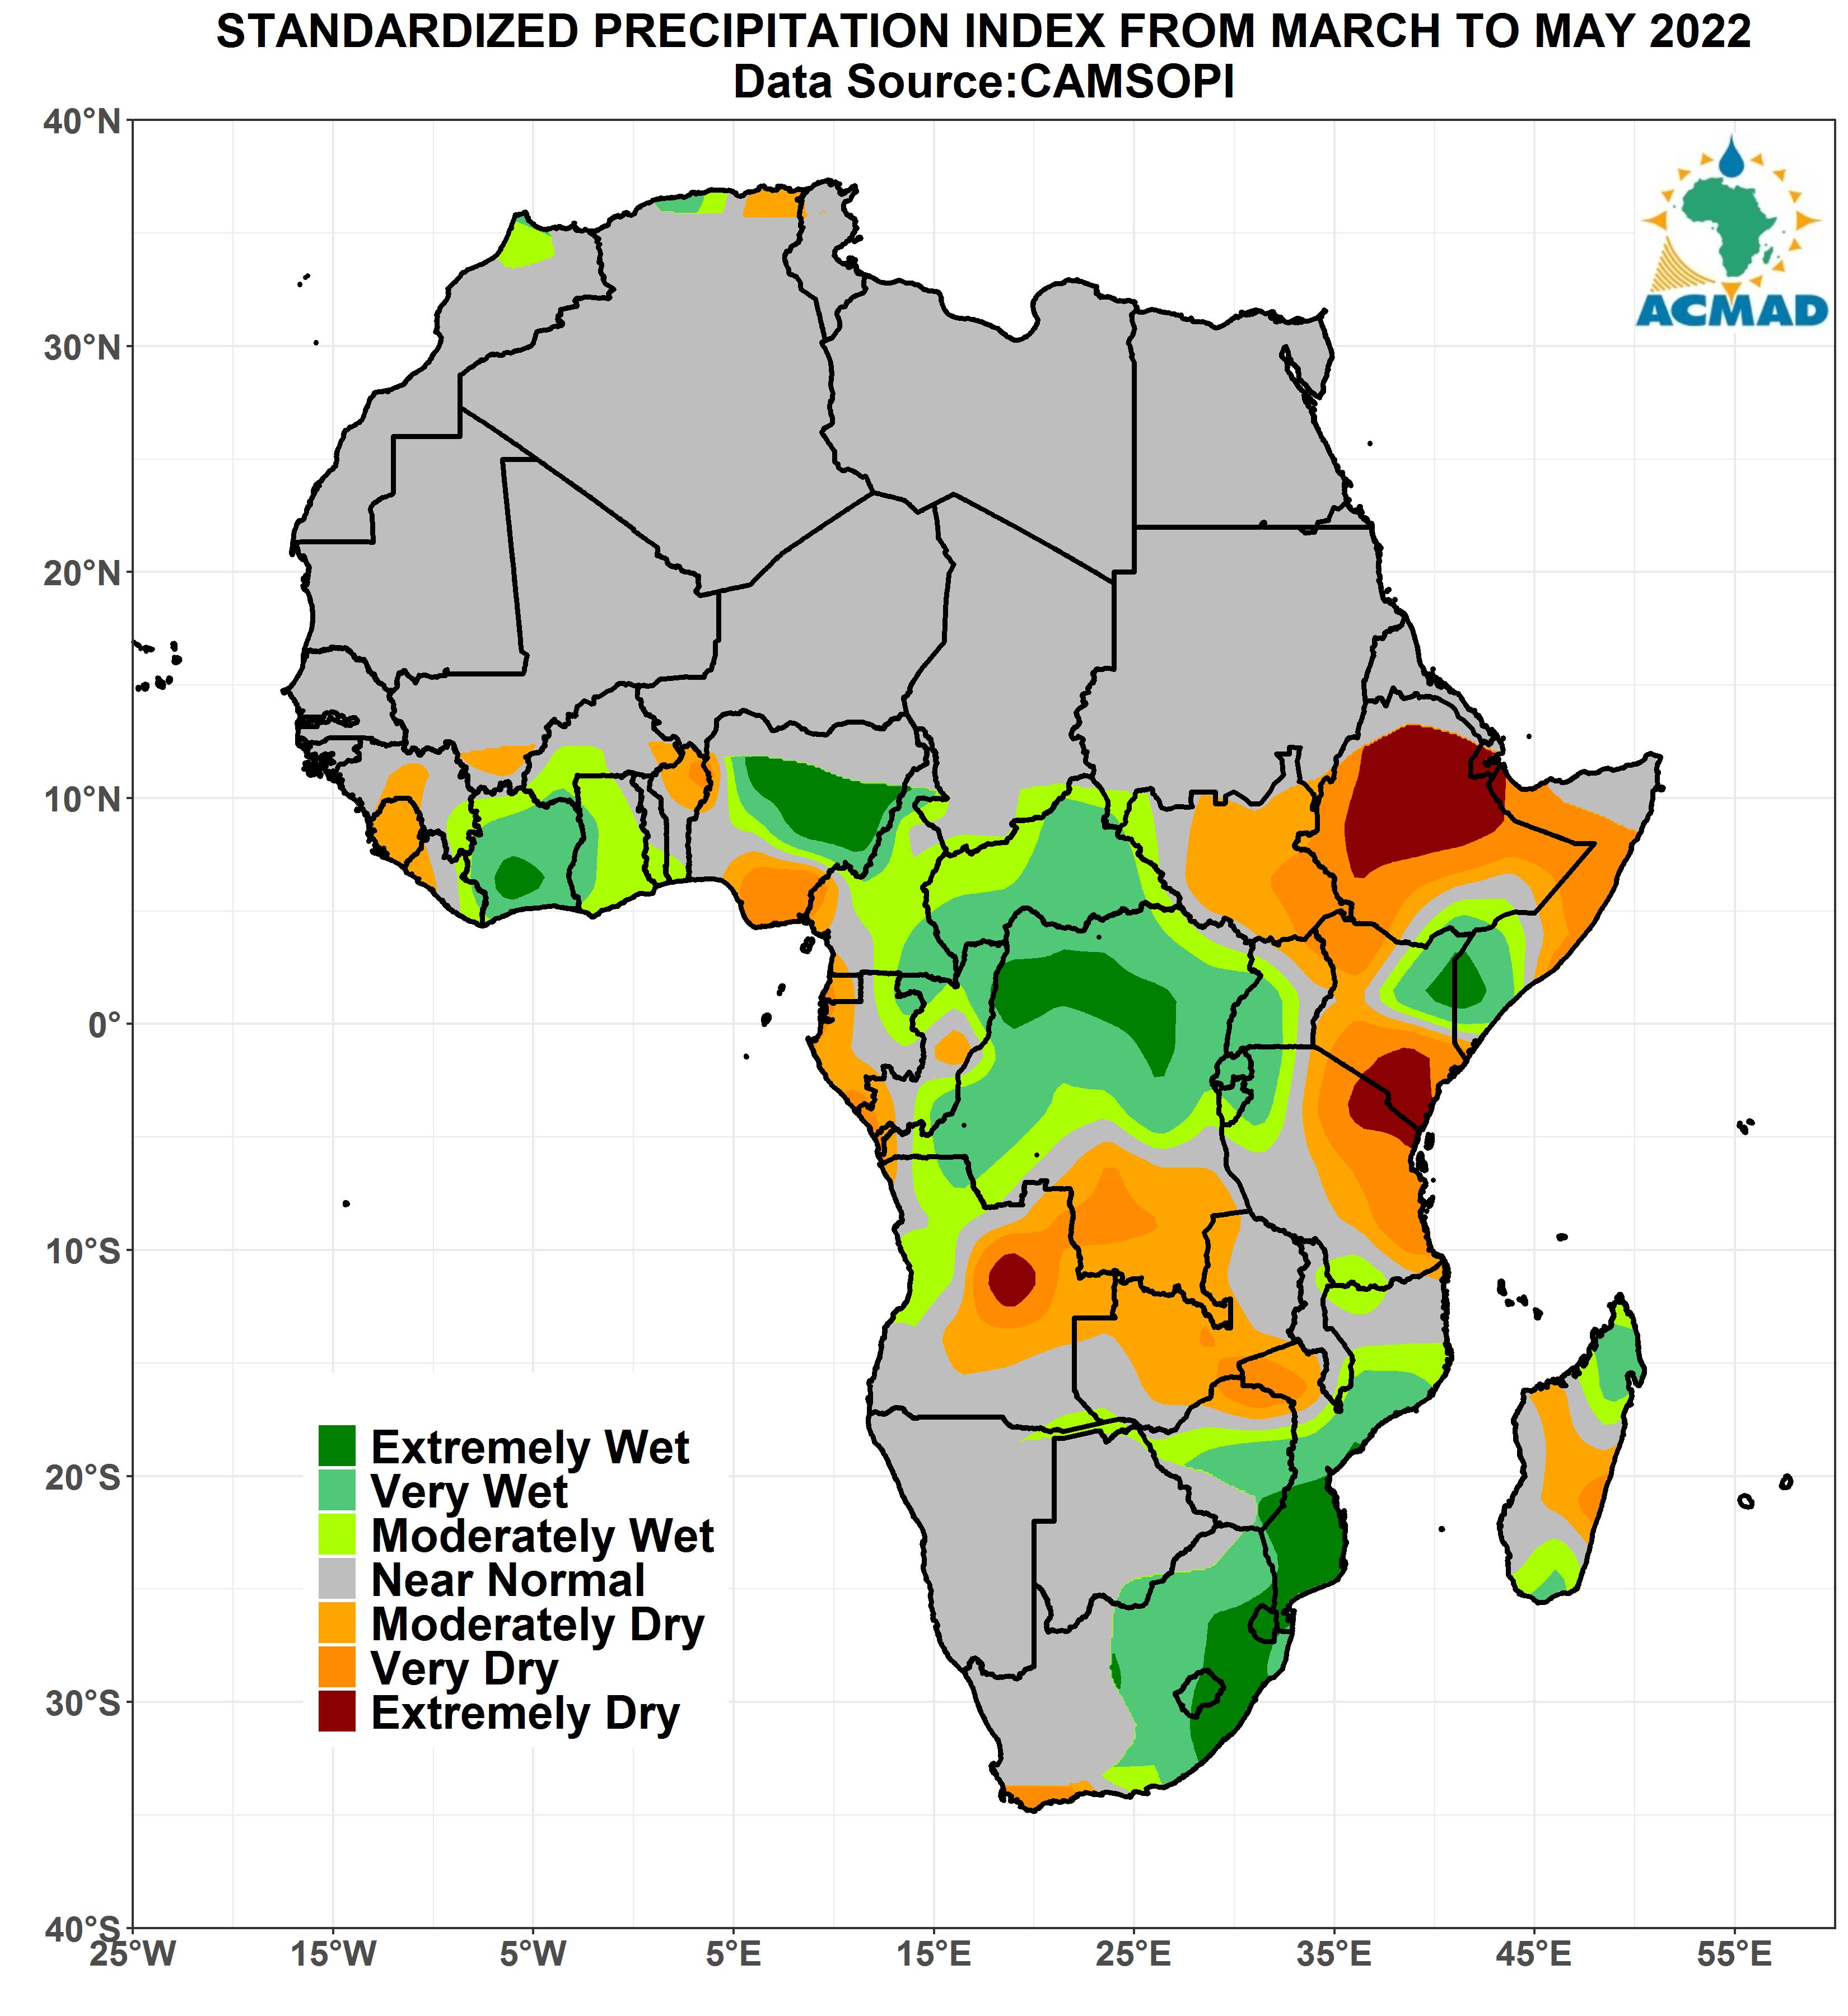 STANDARDIZED PRECIPITATION INDEX FROM MARCH TO MAY 2022
Data Source:CAMSOPI
40°N
30°N
20°N
10°N
0°
10°S
20°S
30°S
40°S
ACMAD
Extremely Wet
Very Wet
Moderately Wet
Near Normal
Moderately Dry
Very Dry
Extremely Dry
25°W 15°W 5°W 5°E 15°E 25°E 35°E 45°E 55°E